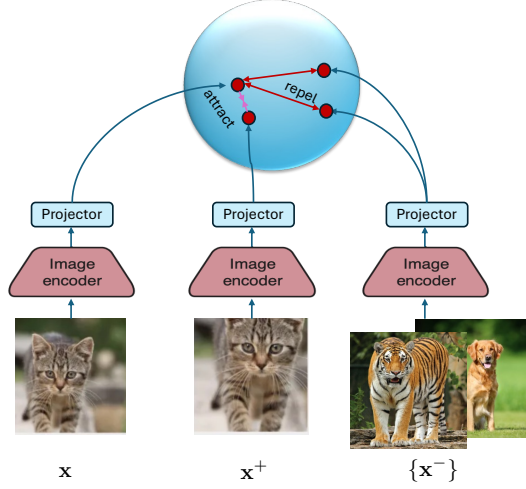 attract
repel
Projector
Projector
Projector
Image
encoder
Image
encoder
Image
encoder
x
x⁺
{x⁻}